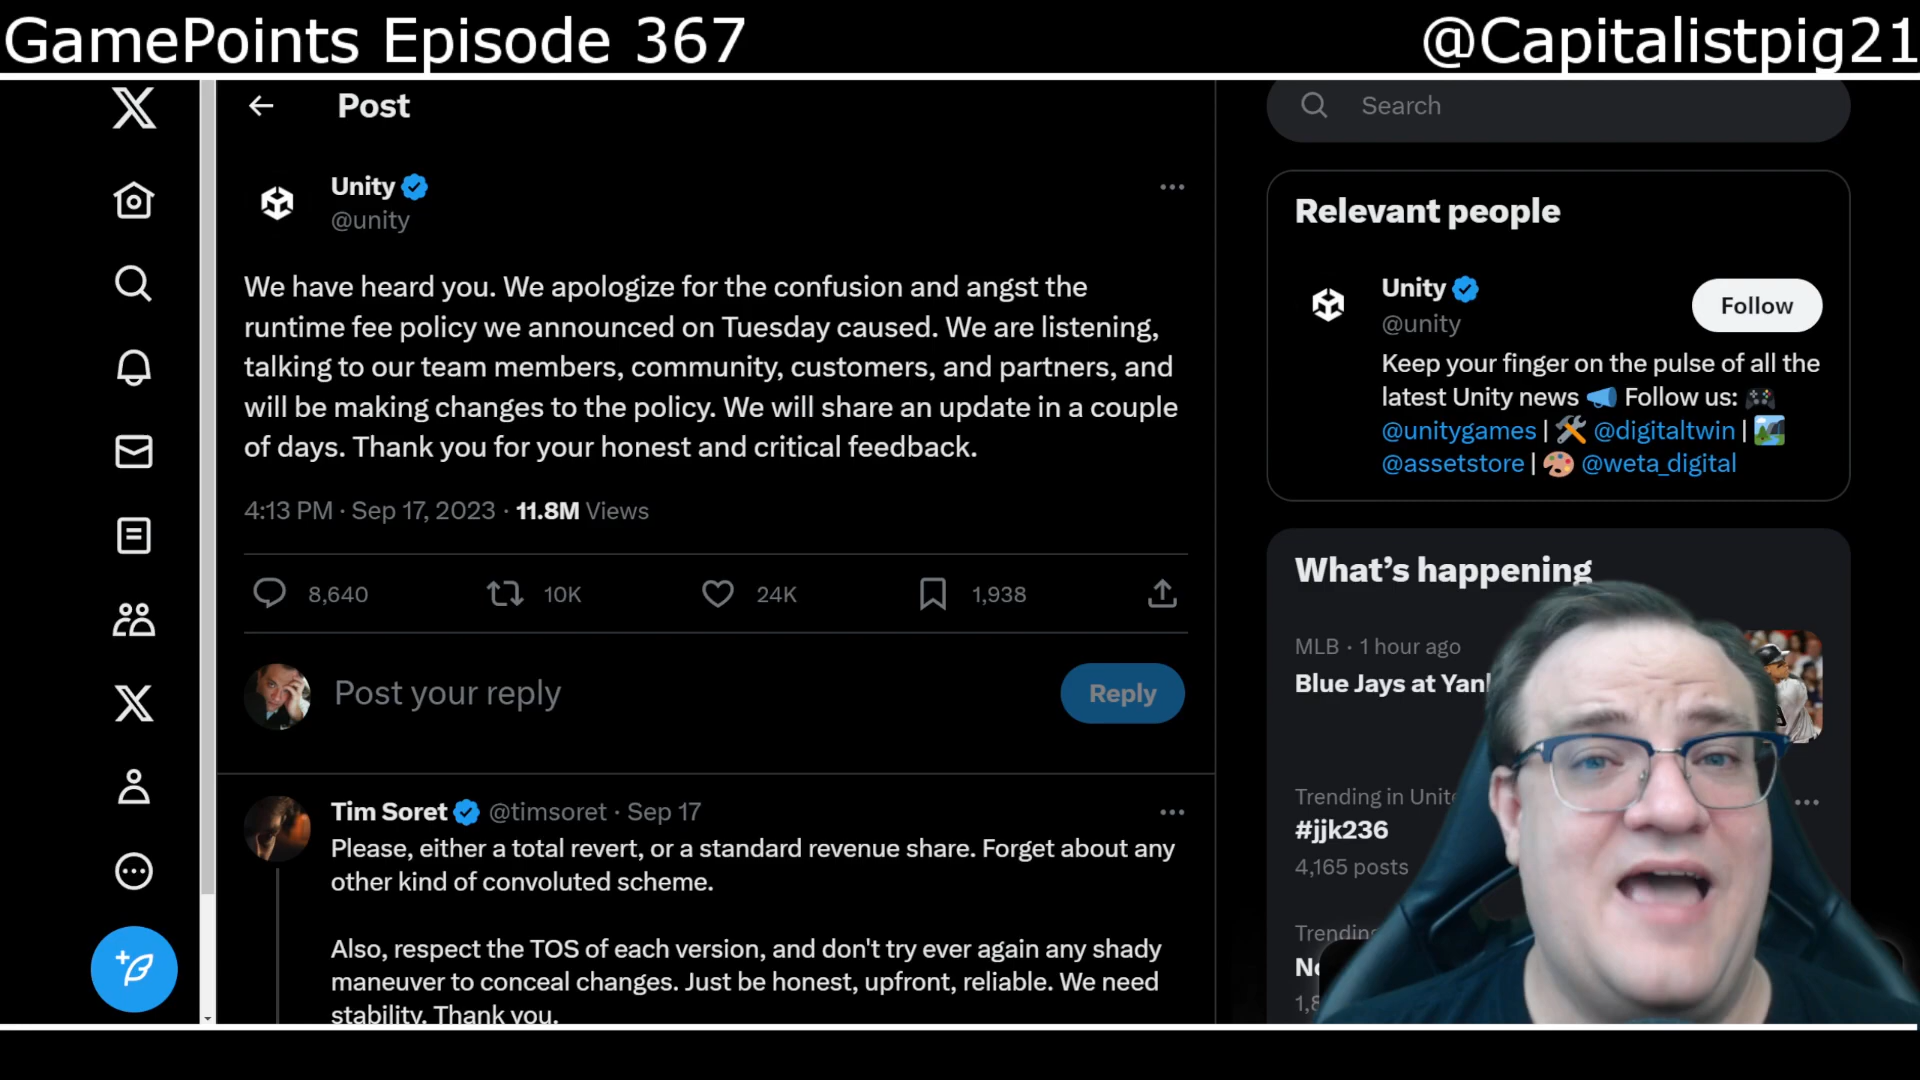 GamePoints Episode 367
@Capitalistpig21
Post
Search
Unity
@unity
We have heard you. We apologize for the confusion and angst the
runtime fee policy we announced on Tuesday caused. We are listening,
talking to our team members, community, customers, and partners, and
will be making changes to the policy. We will share an update in a couple
of days. Thank you for your honest and critical feedback.
4:13 PM · Sep 17, 2023 · 11.8M Views
8,640 10K 24K 1,938
Post your reply
Reply
Tim Soret @timsoret · Sep 17
Please, either a total revert, or a standard revenue share. Forget about any
other kind of convoluted scheme.
Also, respect the TOS of each version, and don't try ever again any shady
maneuver to conceal changes. Just be honest, upfront, reliable. We need
stability. Thank you.
Relevant people
Unity
@unity
Follow
Keep your finger on the pulse of all the
latest Unity news Follow us:
@unitygames | @digitaltwin |
@assetstore | @weta_digital
What's happening
MLB · 1 hour ago
Blue Jays at
Trending in
#jjk236
4,165 posts
Trending